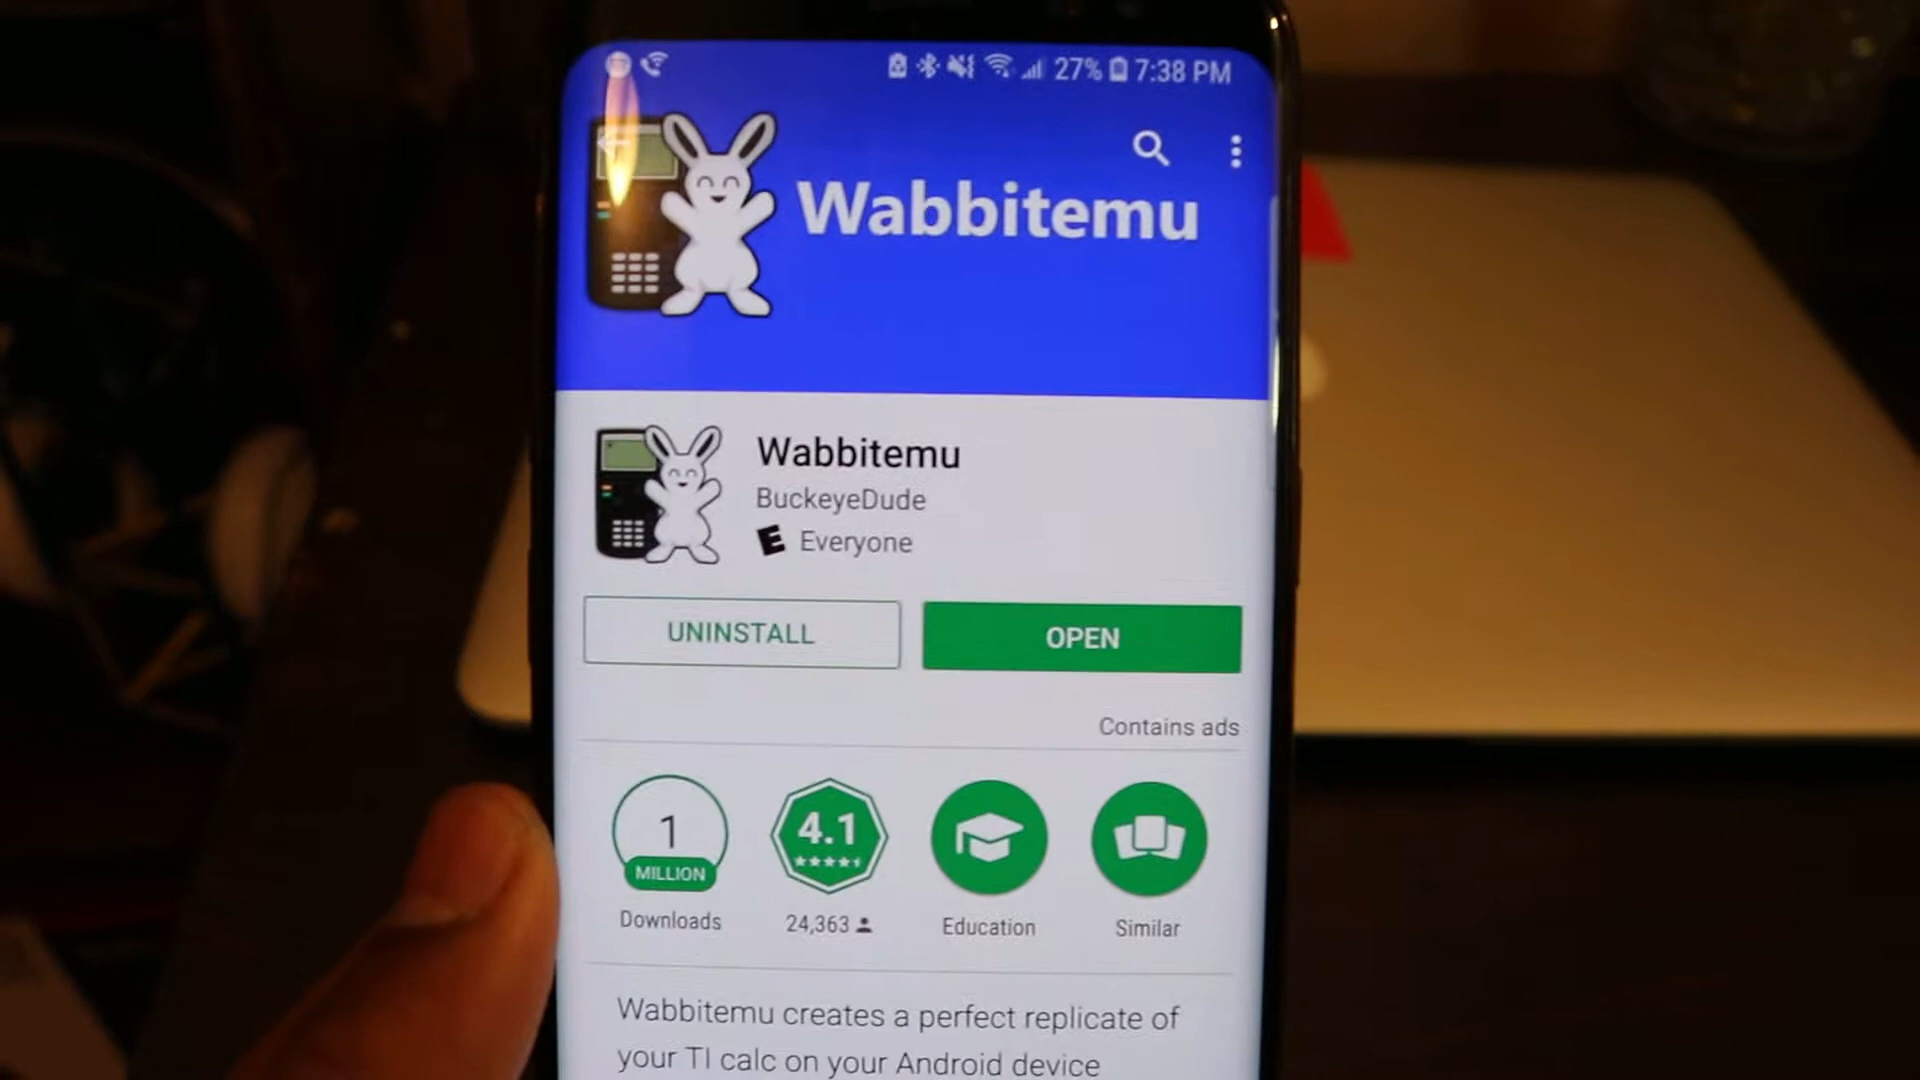 27% 7:38 PM
Wabbitemu
Wabbitemu
BuckeyeDude
E Everyone
UNINSTALL
OPEN
Contains ads
1
MILLION
Downloads
4.1
24,363
Education
Similar
Wabbitemu creates a perfect replicate of
your TI calc on your Android device